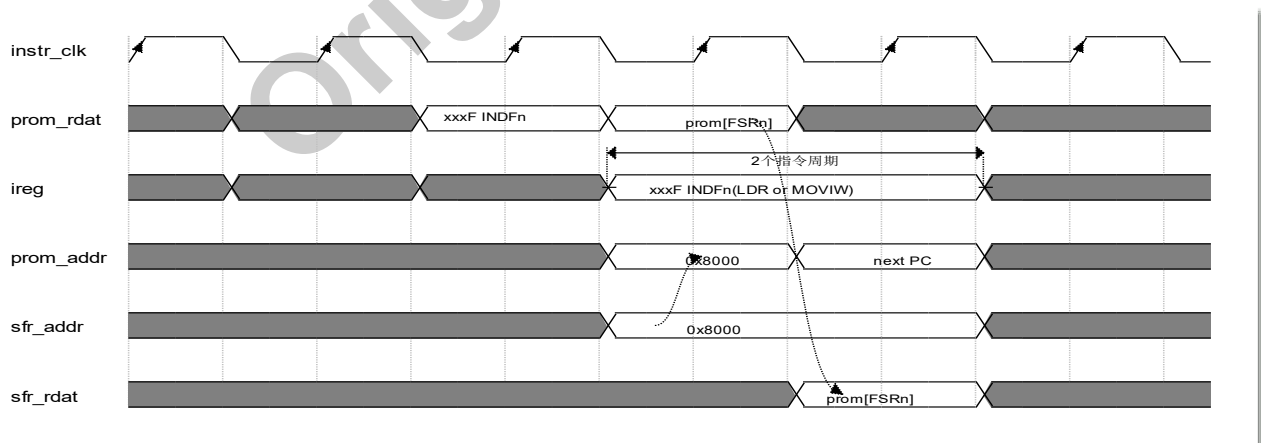 instr_clk
prom_rdat xxxF INDFn prom[FSRn]
2个指令周期
ireg xxxF INDFn(LDR or MOVIW)
prom_addr 0x8000 next PC
sfr_addr 0x8000
sfr_rdat prom[FSRn]